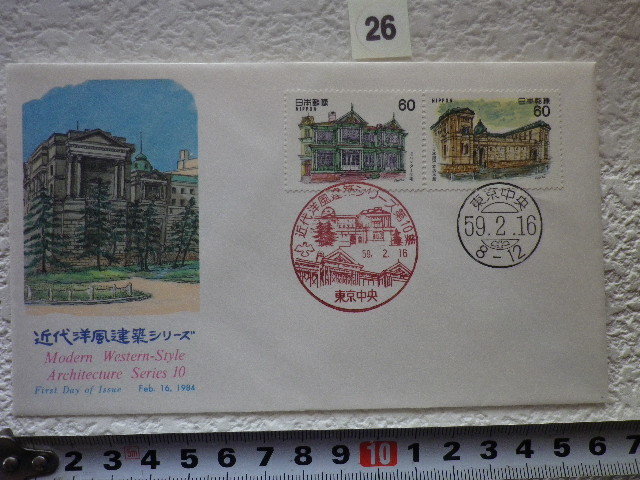 26
日本郵便
NIPPON
60
日本郵便
NIPPON
60
近代洋風建築シリーズ第10集
59. 2. 16
東京中央
東京中央
59. 2. 16
8-12
近代洋風建築シリーズ
Modern Western-Style
Architecture Series 10
First Day of Issue Feb. 16, 1984
2 3 4 5 6 7 8 9 10 1 2 3 4 5 6 7